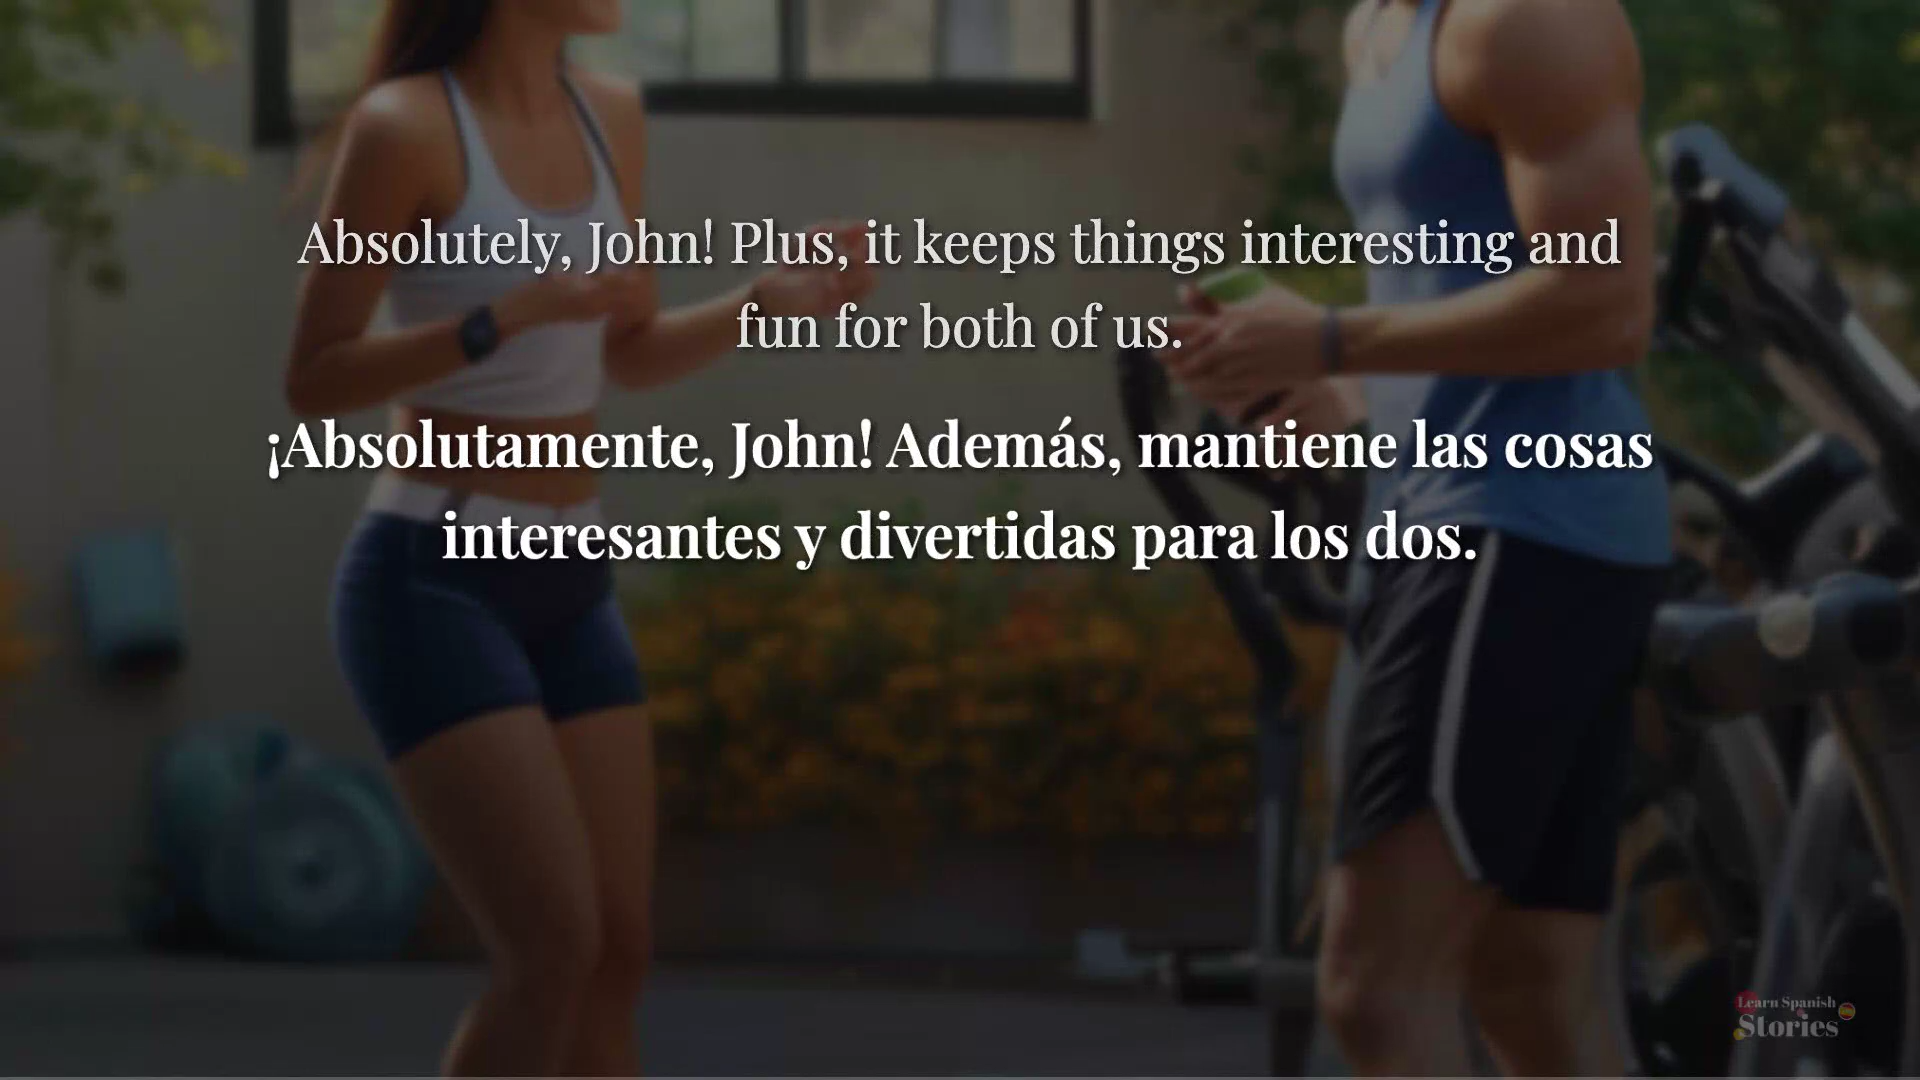 Absolutely, John! Plus, it keeps things interesting and
fun for both of us.
¡Absolutamente, John! Además, mantiene las cosas
interesantes y divertidas para los dos.
Learn Spanish
Stories